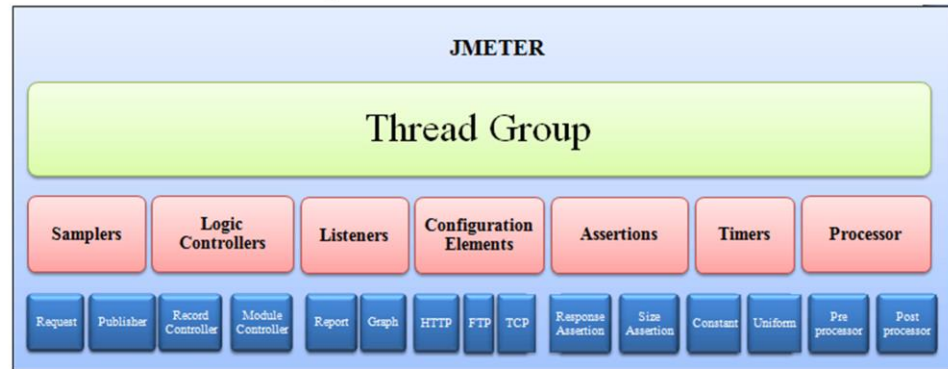 JMETER
Thread Group
Samplers
Logic
Controllers
Listeners
Configuration
Elements
Assertions
Timers
Processor
Request
Publisher
Record
Controller
Module
Controller
Report
Graph
HTTP
FTP
TCP
Response
Assertion
Size
Assertion
Constant
Uniform
Pre
processor
Post
processor